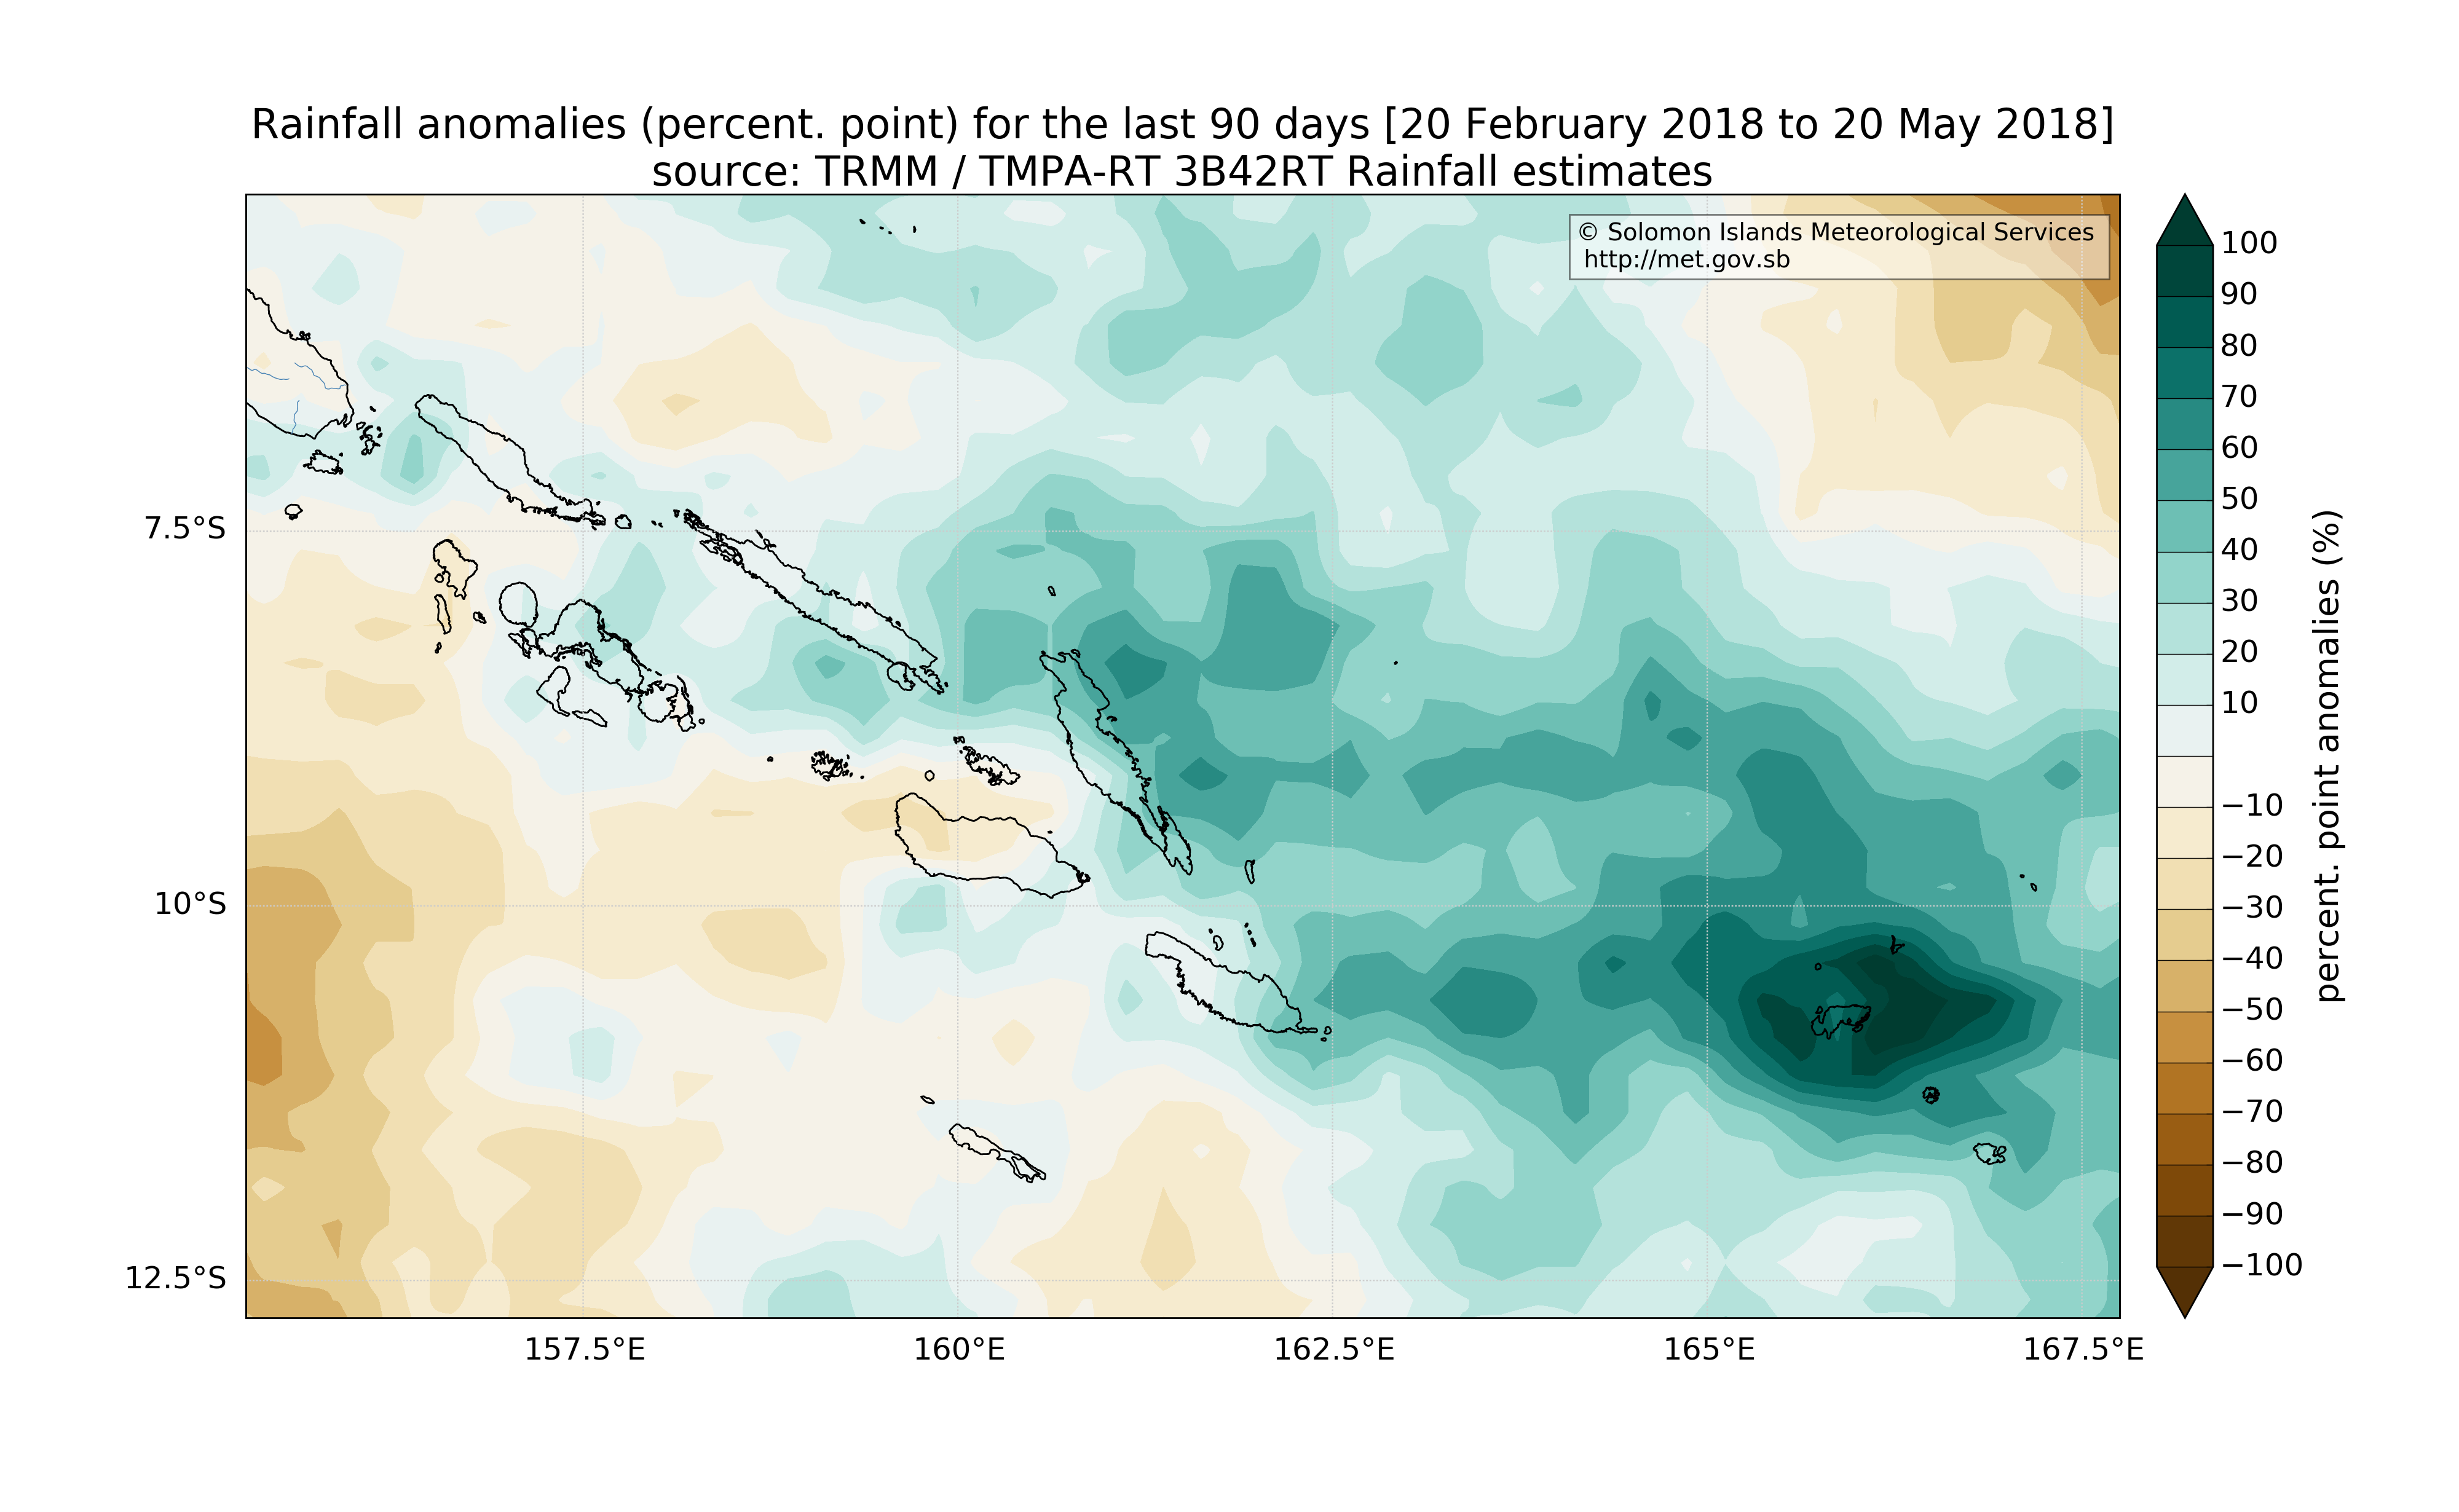 Rainfall anomalies (percent. point) for the last 90 days [20 February 2018 to 20 May 2018]
source: TRMM / TMPA-RT 3B42RT Rainfall estimates
© Solomon Islands Meteorological Services
http://met.gov.sb
7.5°S
10°S
12.5°S
157.5°E
160°E
162.5°E
165°E
167.5°E
100
90
80
70
60
50
40
30
20
10
−10
−20
−30
−40
−50
−60
−70
−80
−90
−100
percent. point anomalies (%)